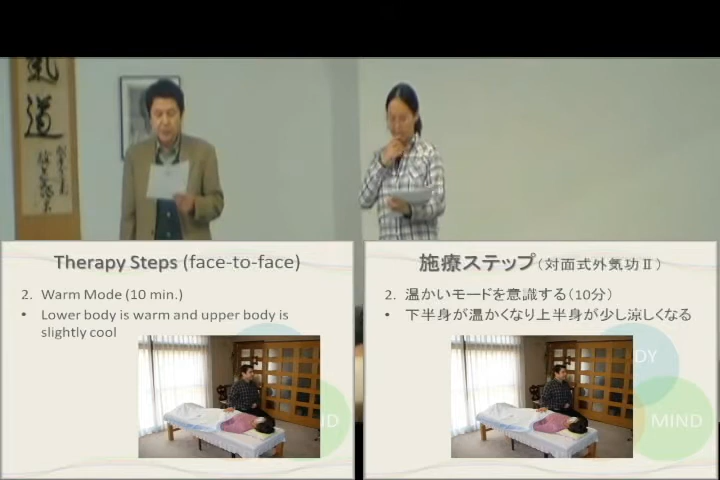 氣
道
Therapy Steps (face-to-face)
2. Warm Mode (10 min.)
• Lower body is warm and upper body is
slightly cool
施療ステップ(対面式外気功Ⅱ)
2. 温かいモードを意識する(10分)
• 下半身が温かくなり上半身が少し涼しくなる
MIND